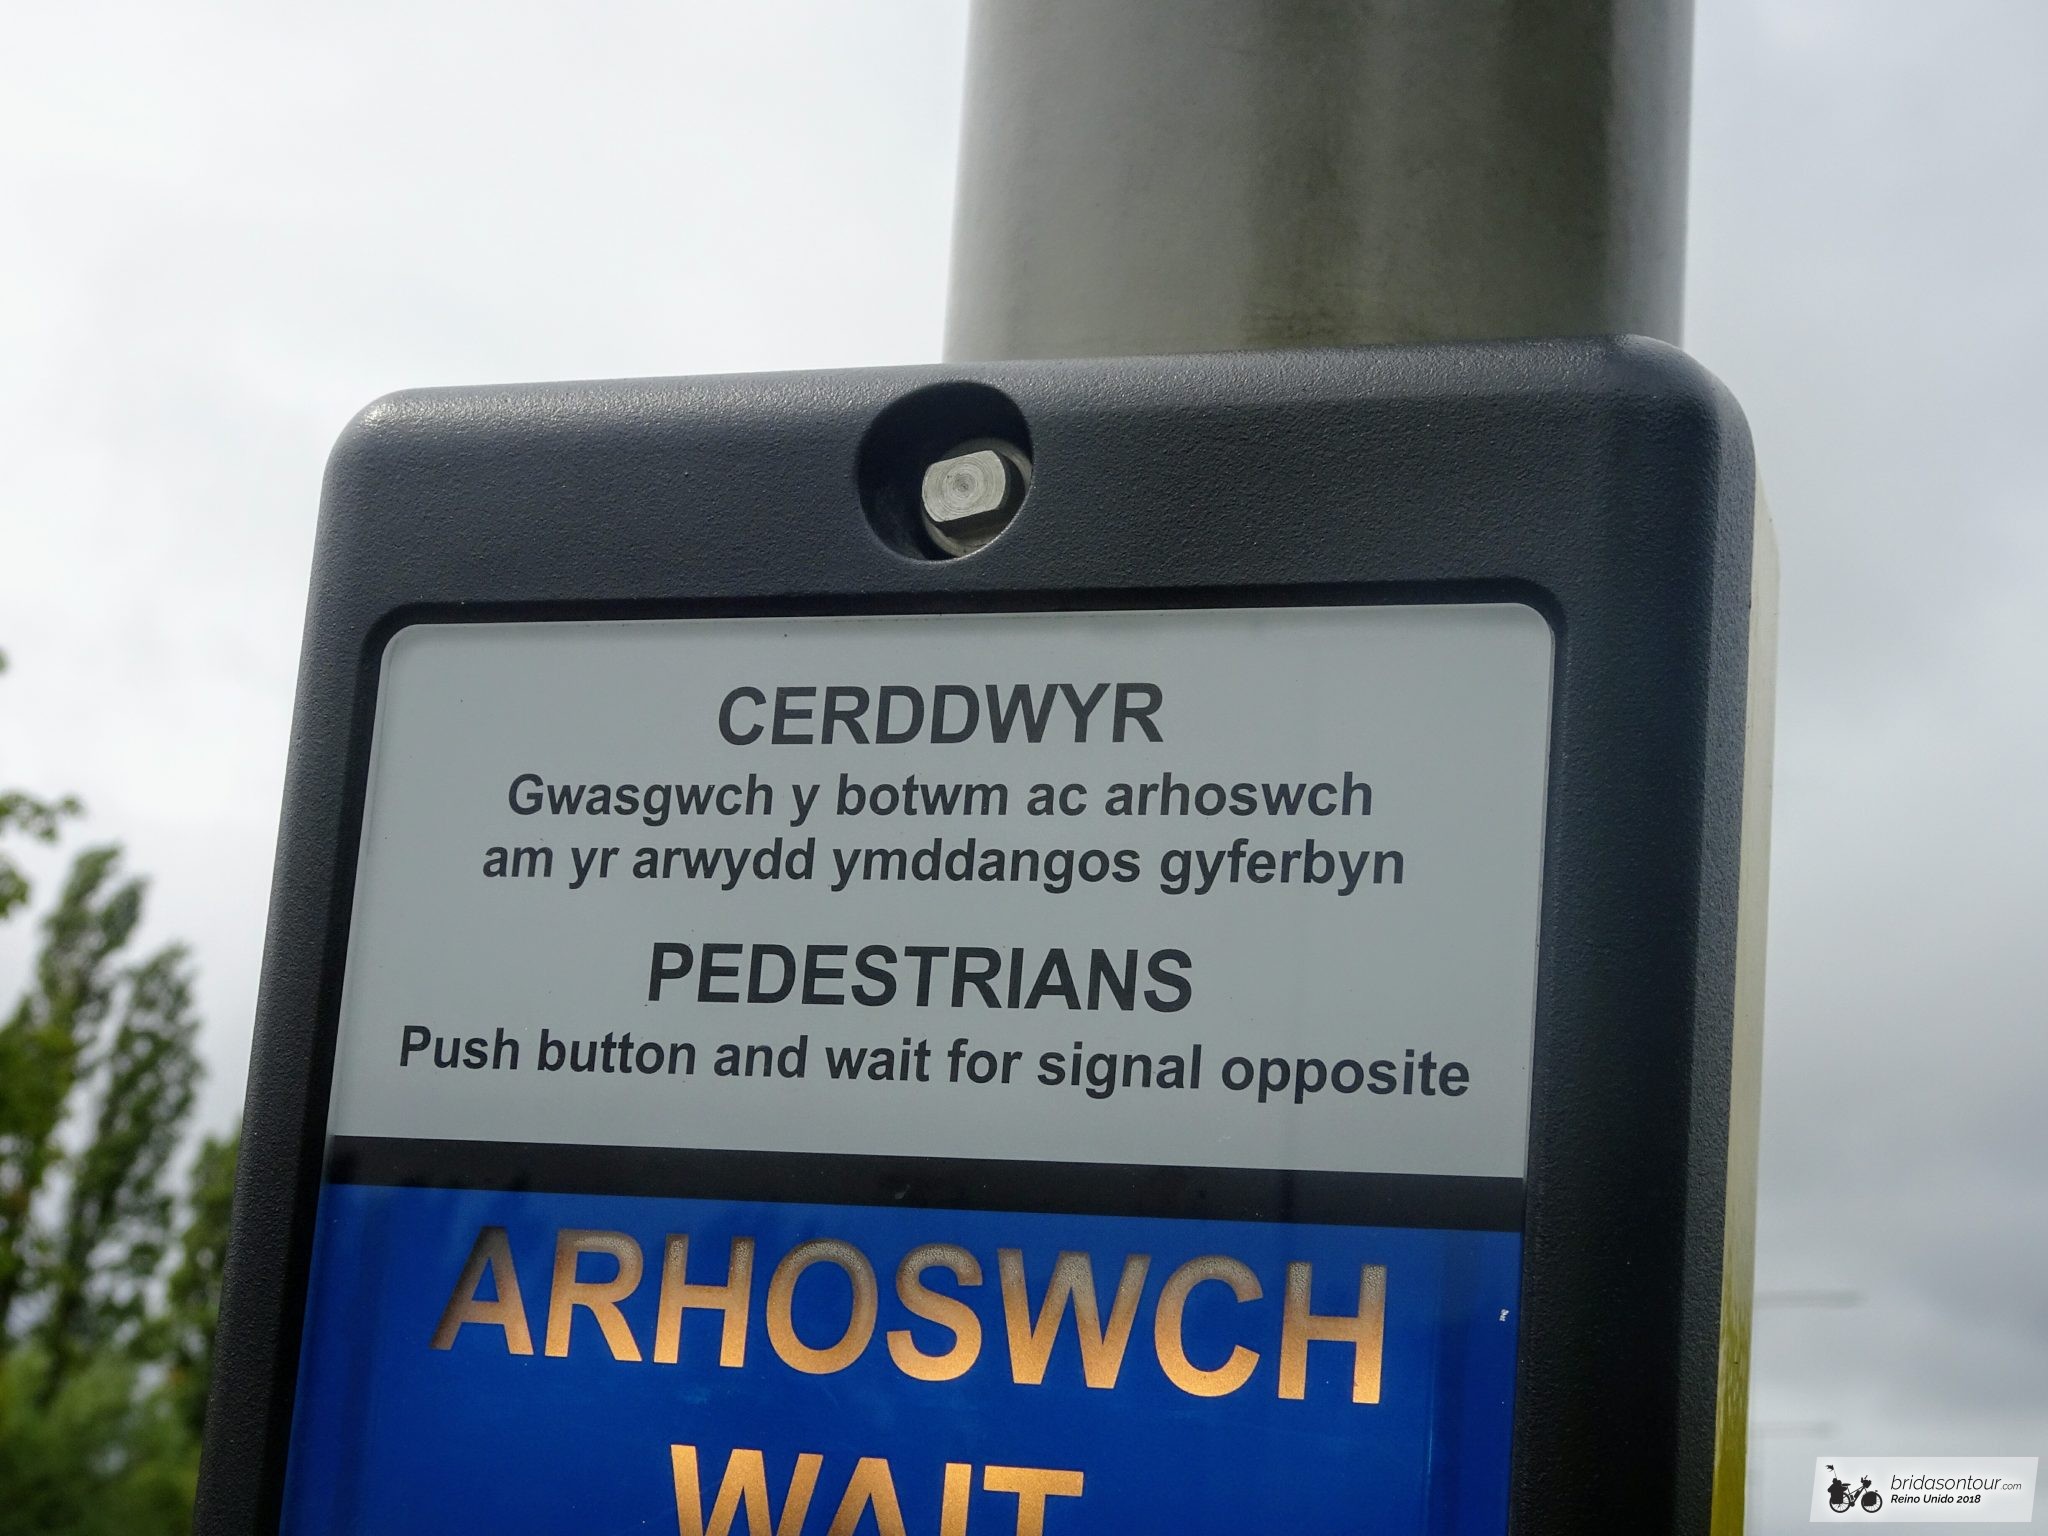 CERDDWYR
Gwasgwch y botwm ac arhoswch
am yr arwydd ymddangos gyferbyn
PEDESTRIANS
Push button and wait for signal opposite
ARHOSWCH
WAIT
bridasontour.com
Reino Unido 2018